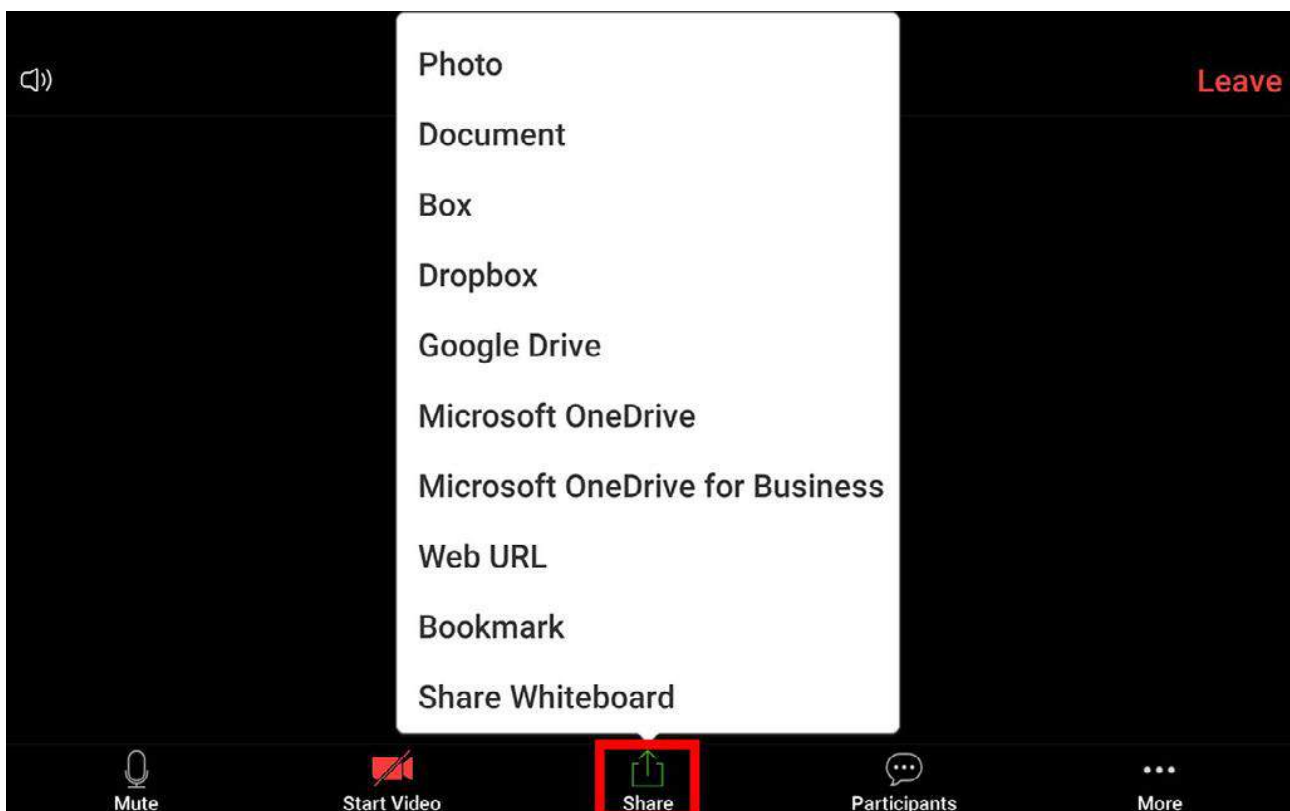 Photo
Leave
Document
Box
Dropbox
Google Drive
Microsoft OneDrive
Microsoft OneDrive for Business
Web URL
Bookmark
Share Whiteboard
Mute
Start Video
Share
Participants
More